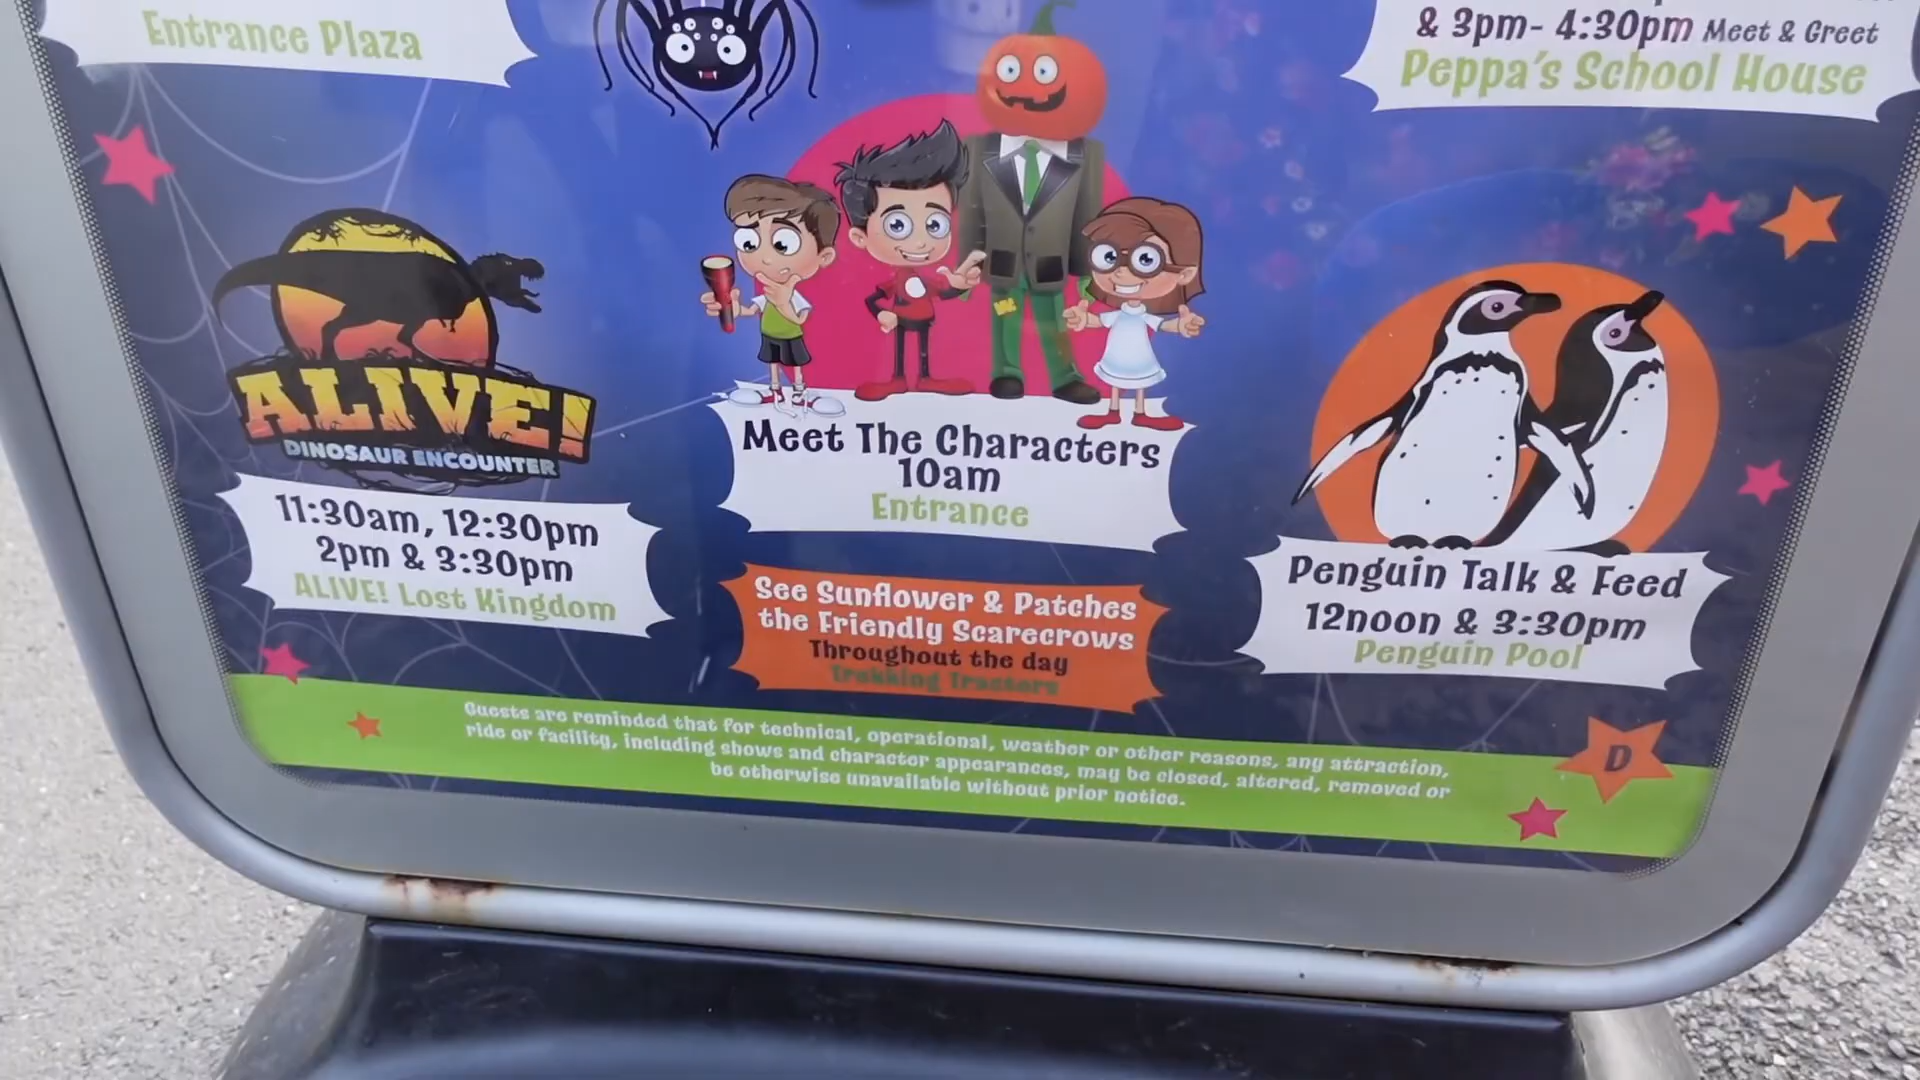 Entrance Plaza
& 3pm- 4:30pm Meet & Greet
Peppa's School House
ALIVE!
DINOSAUR ENCOUNTER
11:30am, 12:30pm
2pm & 3:30pm
ALIVE! Lost Kingdom
Meet The Characters
10am
Entrance
See Sunflower & Patches
the Friendly Scarecrows
Throughout the day
Trekking Tractors
Penguin Talk & Feed
12noon & 3:30pm
Penguin Pool
Guests are reminded that for technical, operational, weather or other reasons, any attraction,
ride or facility, including shows and character appearances, may be closed, altered, removed or
be otherwise unavailable without prior notice.
D